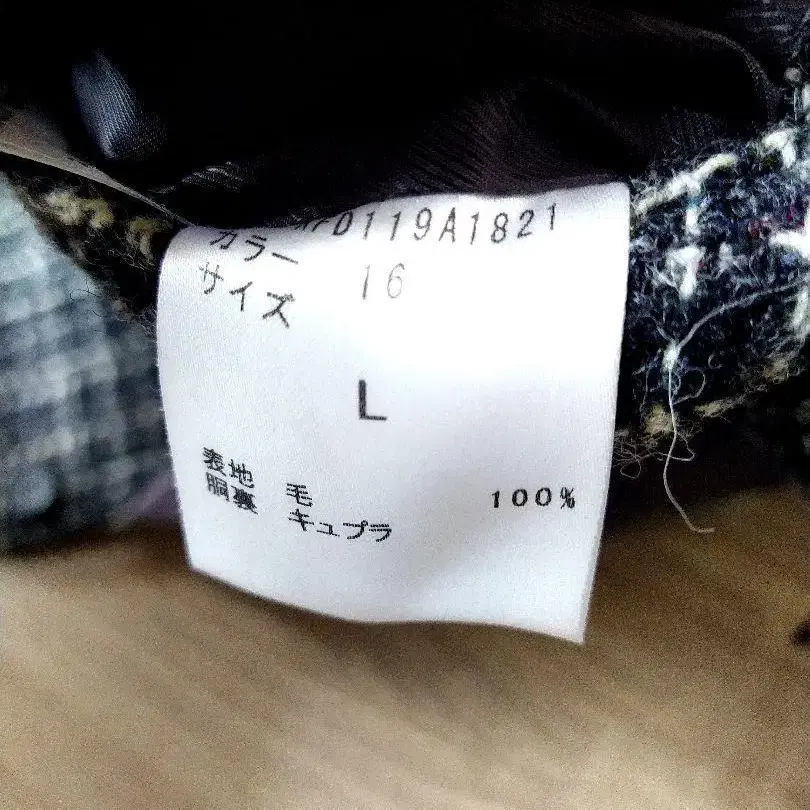 FD119A1821
カラー 16
サイズ
L
表地 毛 100%
胴裏 キュプラ